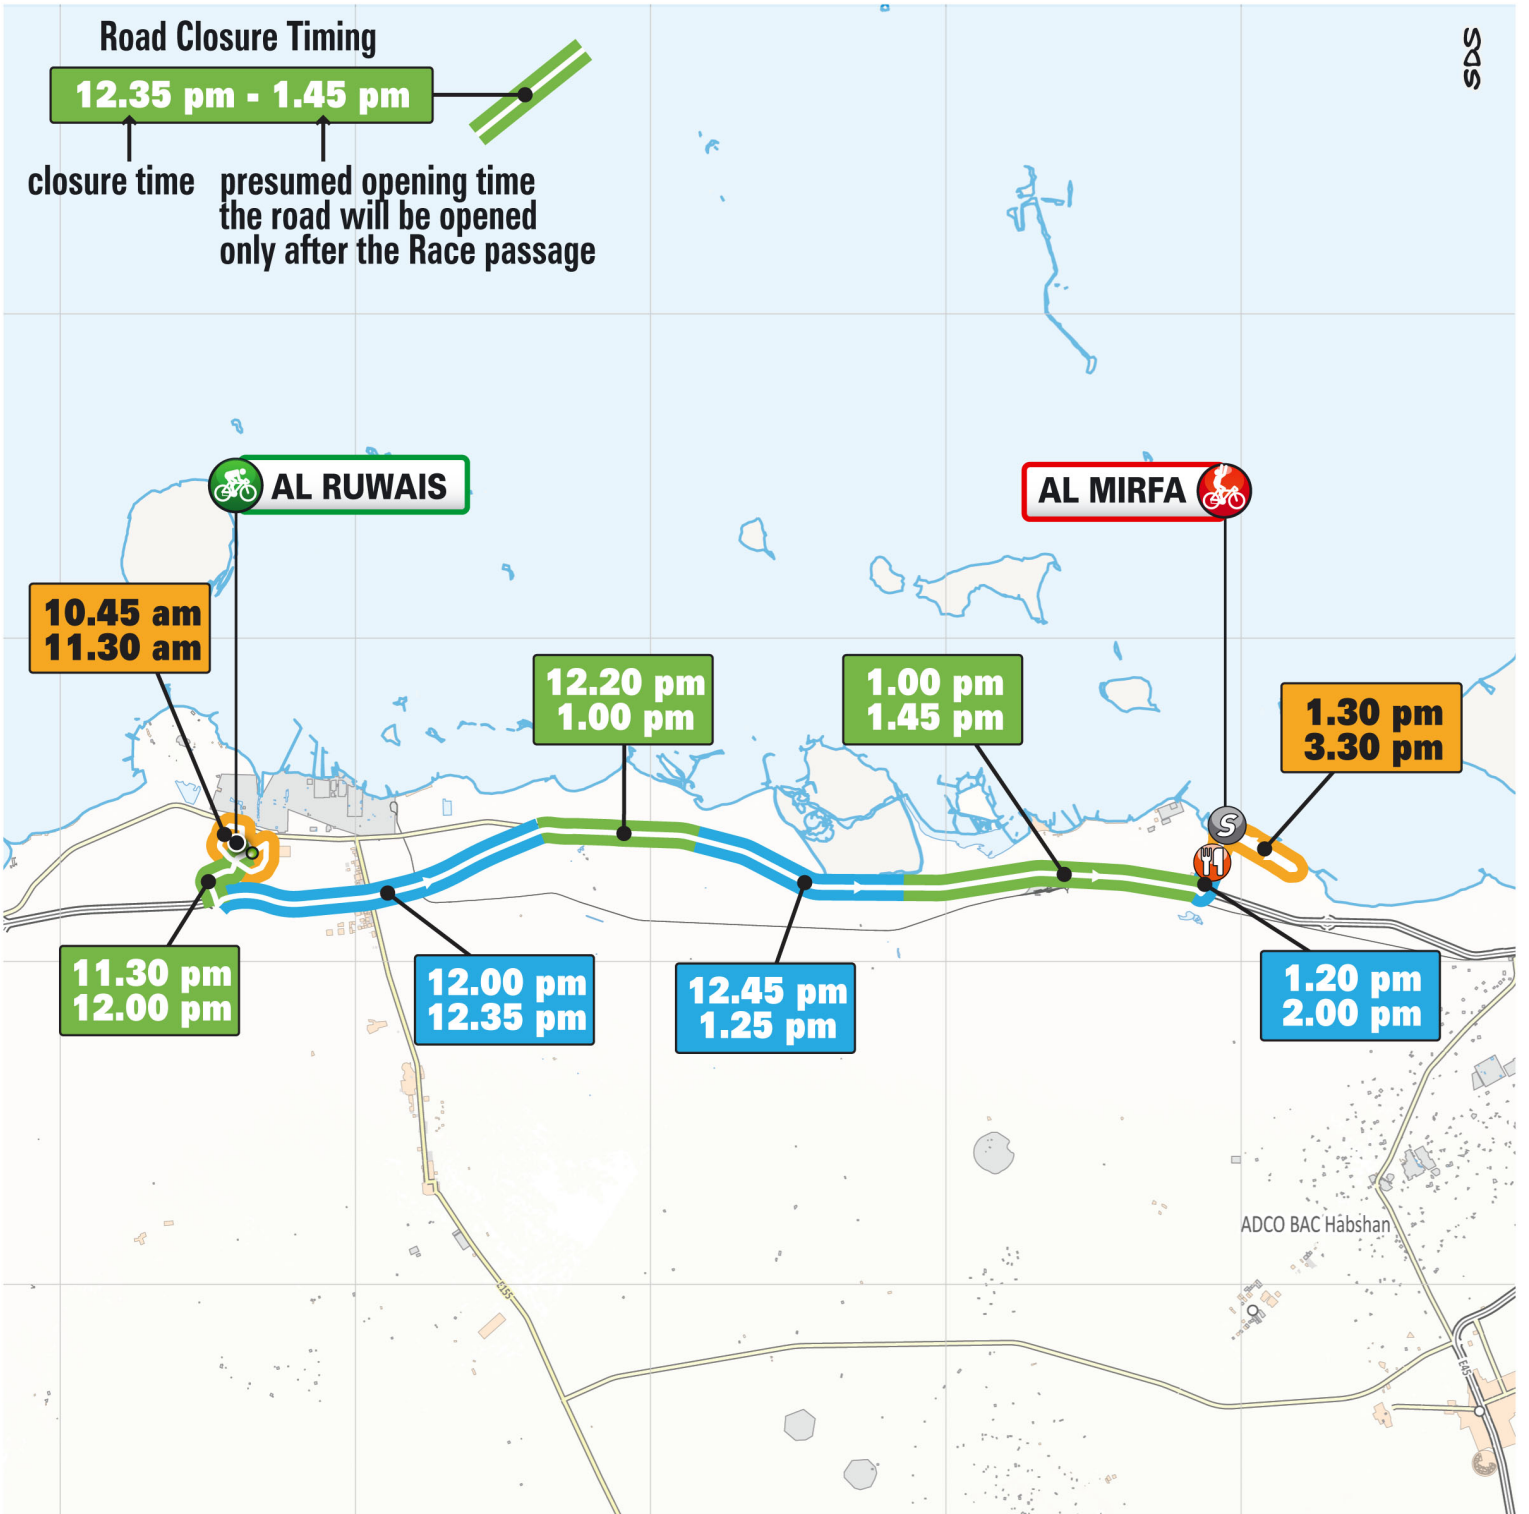 Road Closure Timing
12.35 pm - 1.45 pm
closure time
presumed opening time
the road will be opened
only after the Race passage
SDS
AL RUWAIS
AL MIRFA
10.45 am
11.30 am
12.20 pm
1.00 pm
1.00 pm
1.45 pm
1.30 pm
3.30 pm
S
11.30 pm
12.00 pm
12.00 pm
12.35 pm
12.45 pm
1.25 pm
1.20 pm
2.00 pm
ADCO BAC Habshan
E15S
E45